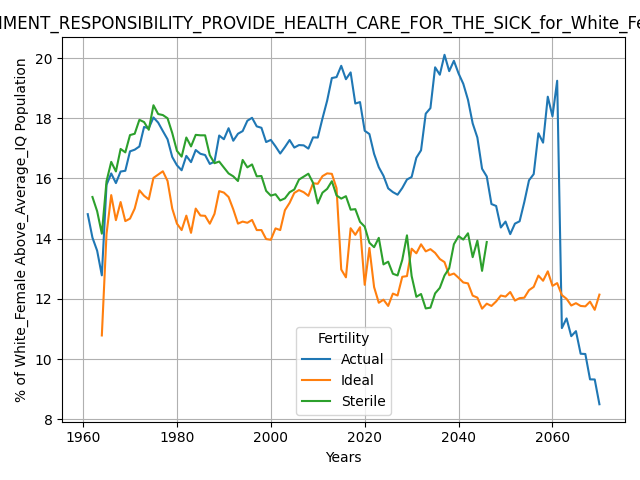 NMENT_RESPONSIBILITY_PROVIDE_HEALTH_CARE_FOR_THE_SICK_for_White_Fe
% of White_Female Above_Average_IQ Population
20
18
16
14
12
10
8
1960
1980
2000
2020
2040
2060
Years
Fertility
Actual
Ideal
Sterile